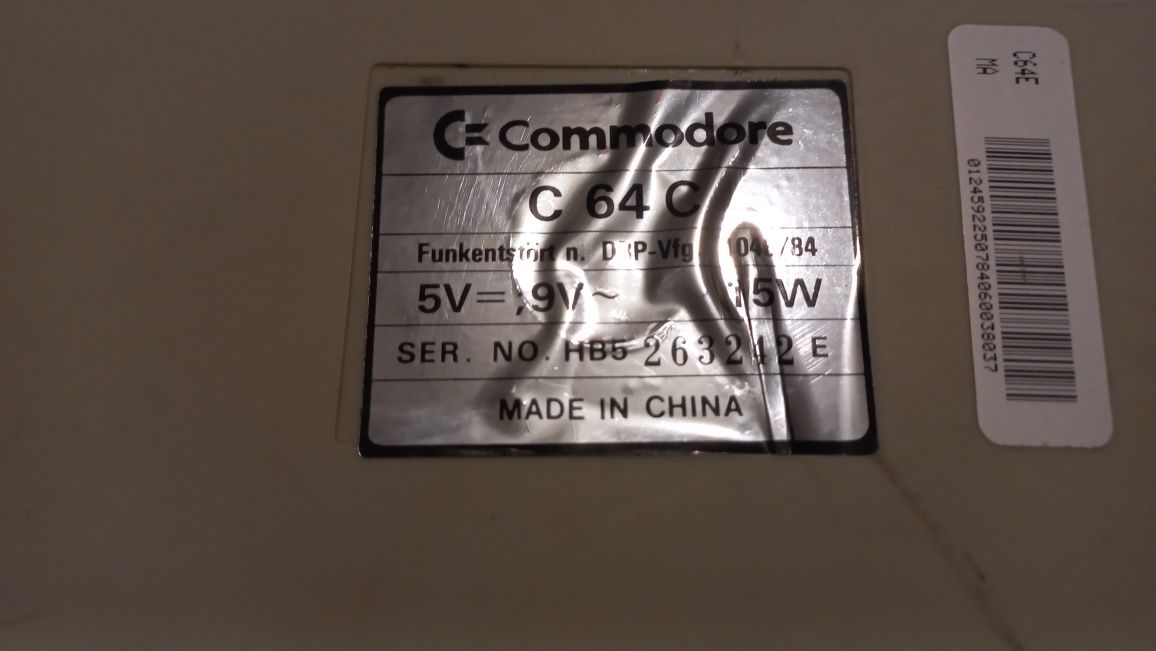 Commodore
C 64 C
Funkentstört n.
5V⎓;9V~ 15W
SER. NO. HB5 263242 E
MADE IN CHINA
C64E
MA
0124592250784060038037